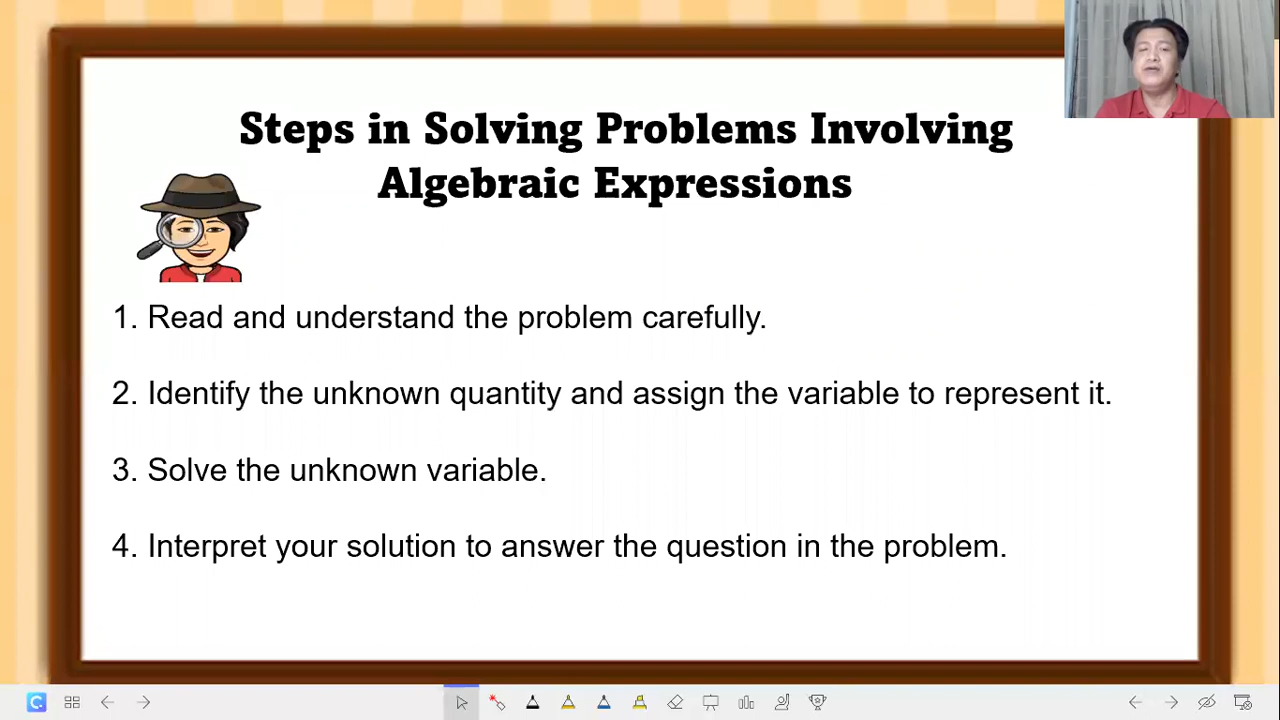 Steps in Solving Problems Involving
Algebraic Expressions
1. Read and understand the problem carefully.
2. Identify the unknown quantity and assign the variable to represent it.
3. Solve the unknown variable.
4. Interpret your solution to answer the question in the problem.